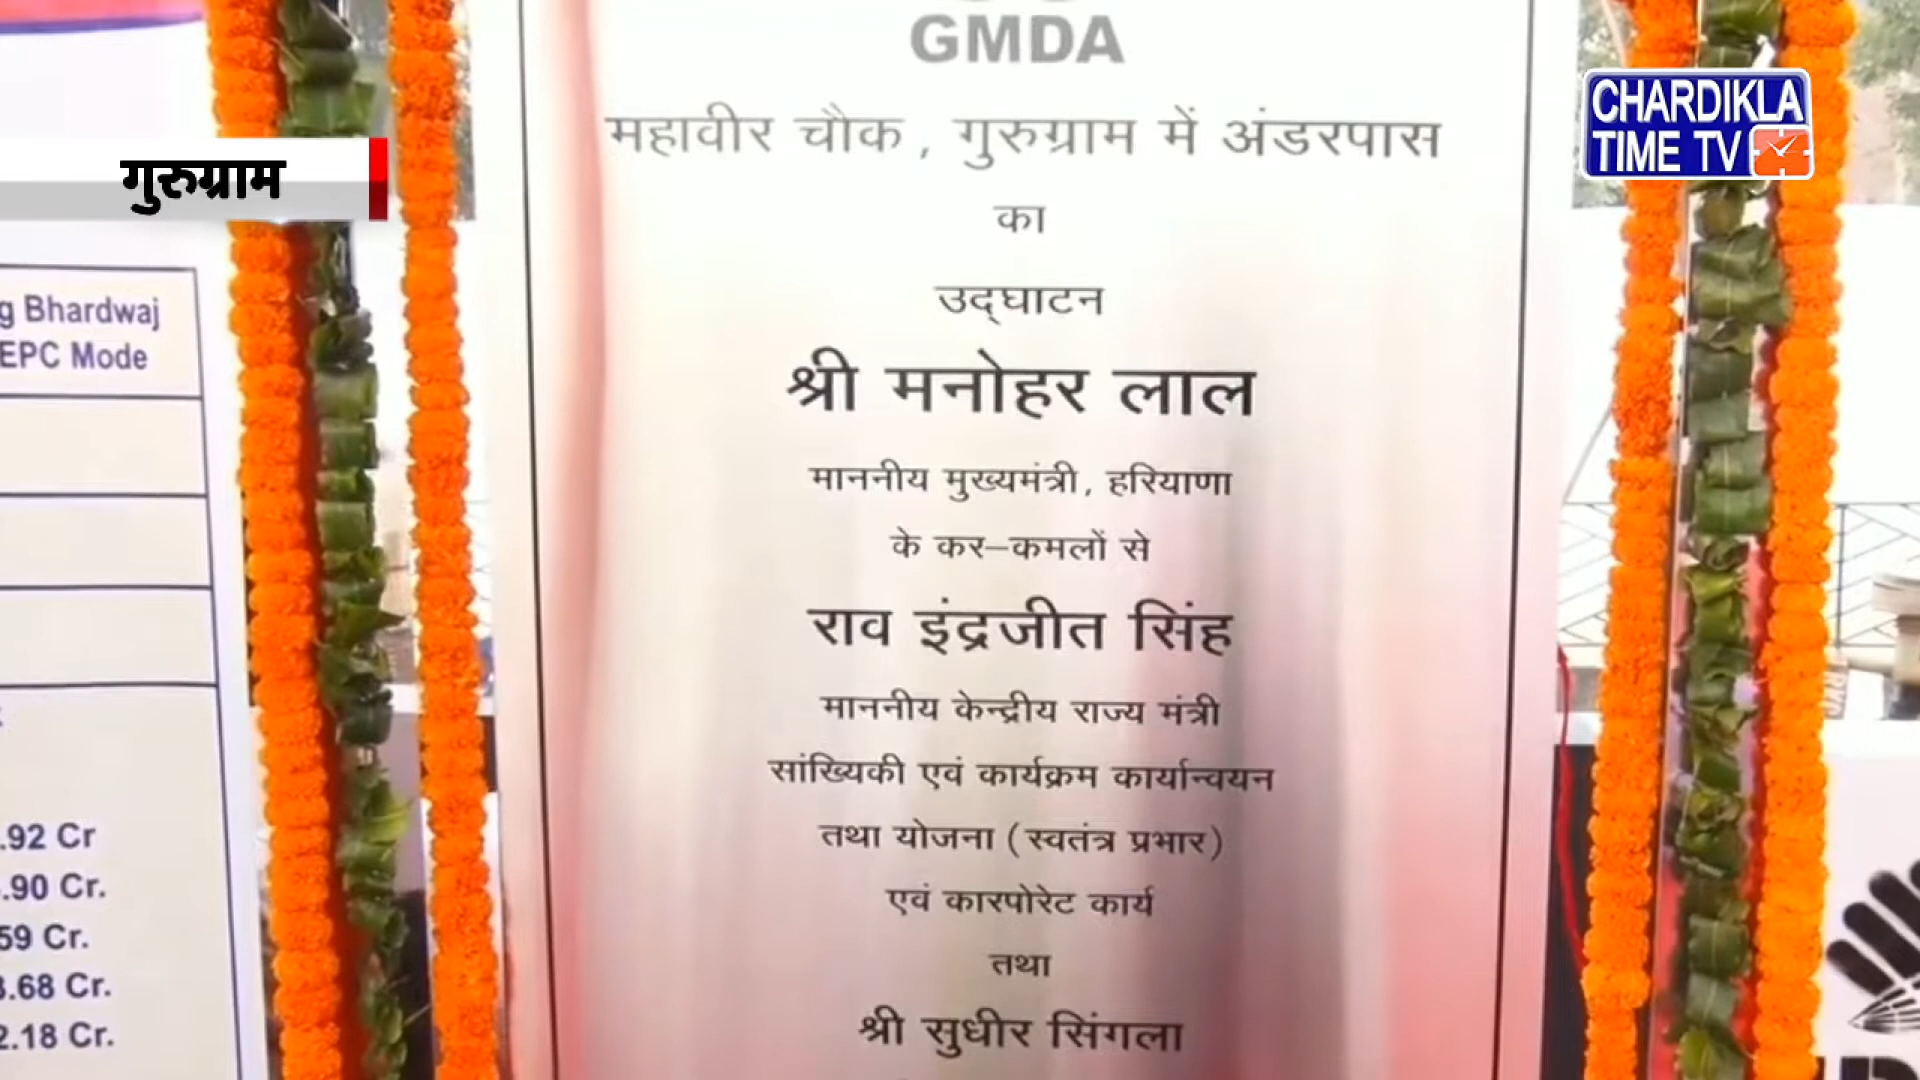 GMDA
महावीर चौक, गुरुग्राम में अंडरपास
का
उद्घाटन
श्री मनोहर लाल
माननीय मुख्यमंत्री, हरियाणा
के कर–कमलों से
राव इंद्रजीत सिंह
माननीय केन्द्रीय राज्य मंत्री
सांख्यिकी एवं कार्यक्रम कार्यान्वयन
तथा योजना (स्वतंत्र प्रभार)
एवं कारपोरेट कार्य
तथा
श्री सुधीर सिंगला
गुरुग्राम
CHARDIKLA
TIME TV
g Bhardwaj
EPC Mode
.92 Cr
.90 Cr.
59 Cr.
.68 Cr.
2.18 Cr.